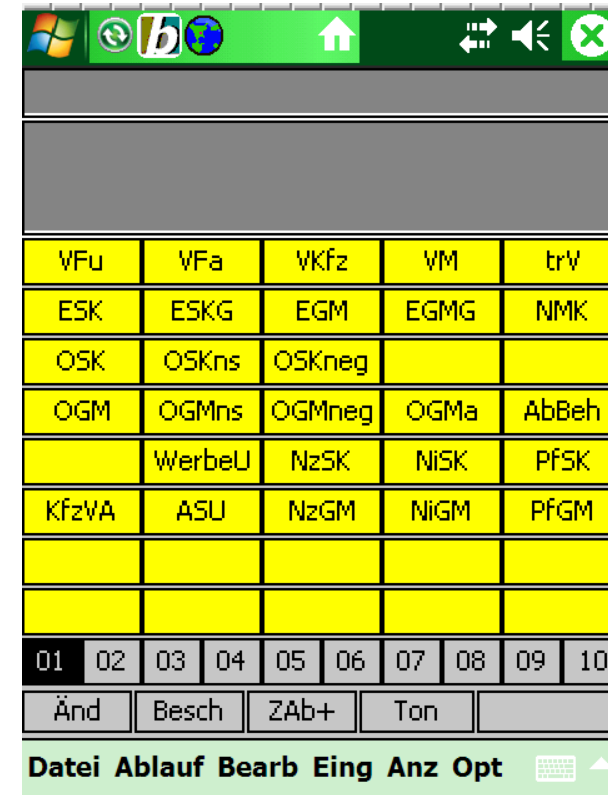 b
VFu VFa VKfz VM trV
ESK ESKG EGM EGMG NMK
OSK OSKns OSKneg
OGM OGMns OGMneg OGMa AbBeh
WerbeU NzSK NiSK PfSK
KfzVA ASU NzGM NiGM PfGM
01 02 03 04 05 06 07 08 09 10
Änd Besch ZAb+ Ton
Datei Ablauf Bearb Eing Anz Opt